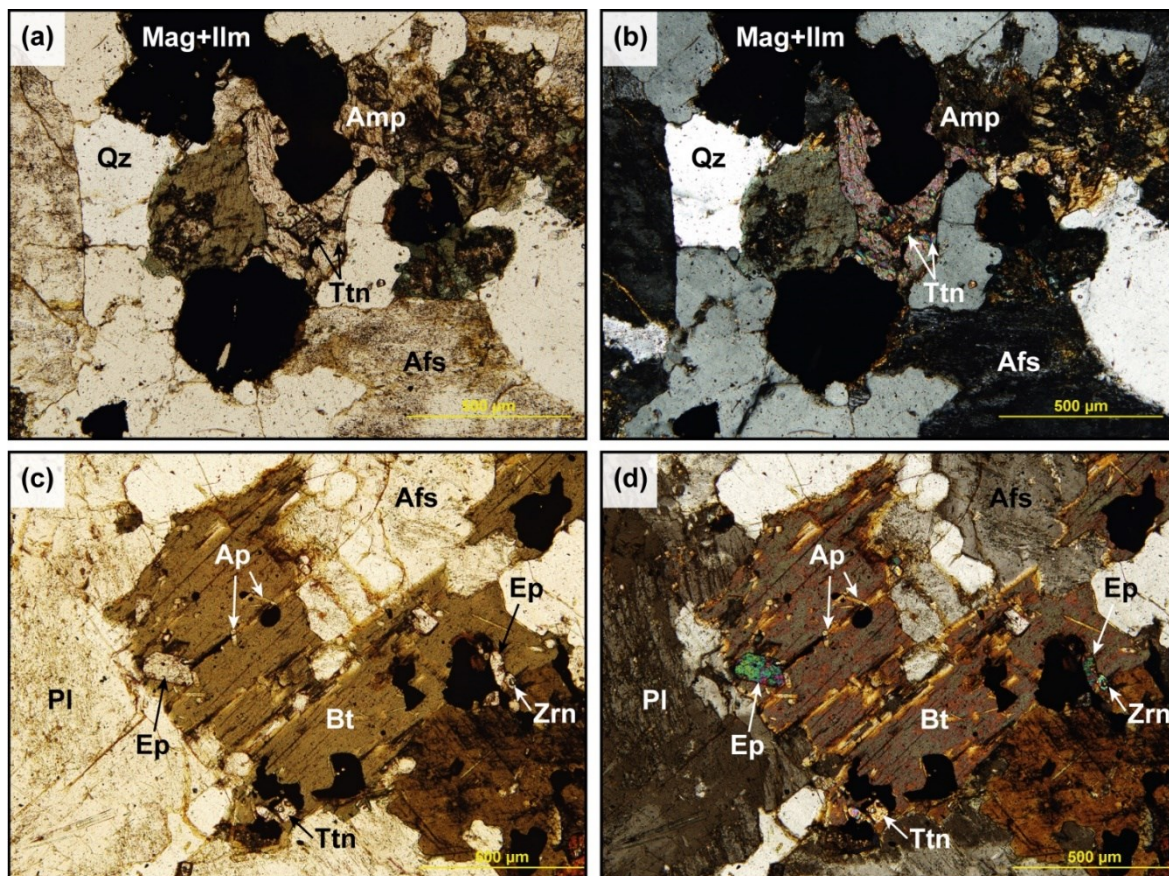 (a)
Mag+Ilm
Amp
Qz
Ttn
Afs
500 µm
(b)
Mag+Ilm
Amp
Qz
Ttn
Afs
500 µm
(c)
Afs
Ap
Ep
Pl
Zrn
Bt
Ep
Ttn
500 µm
(d)
Afs
Ap
Ep
Pl
Zrn
Bt
Ep
Ttn
500 µm